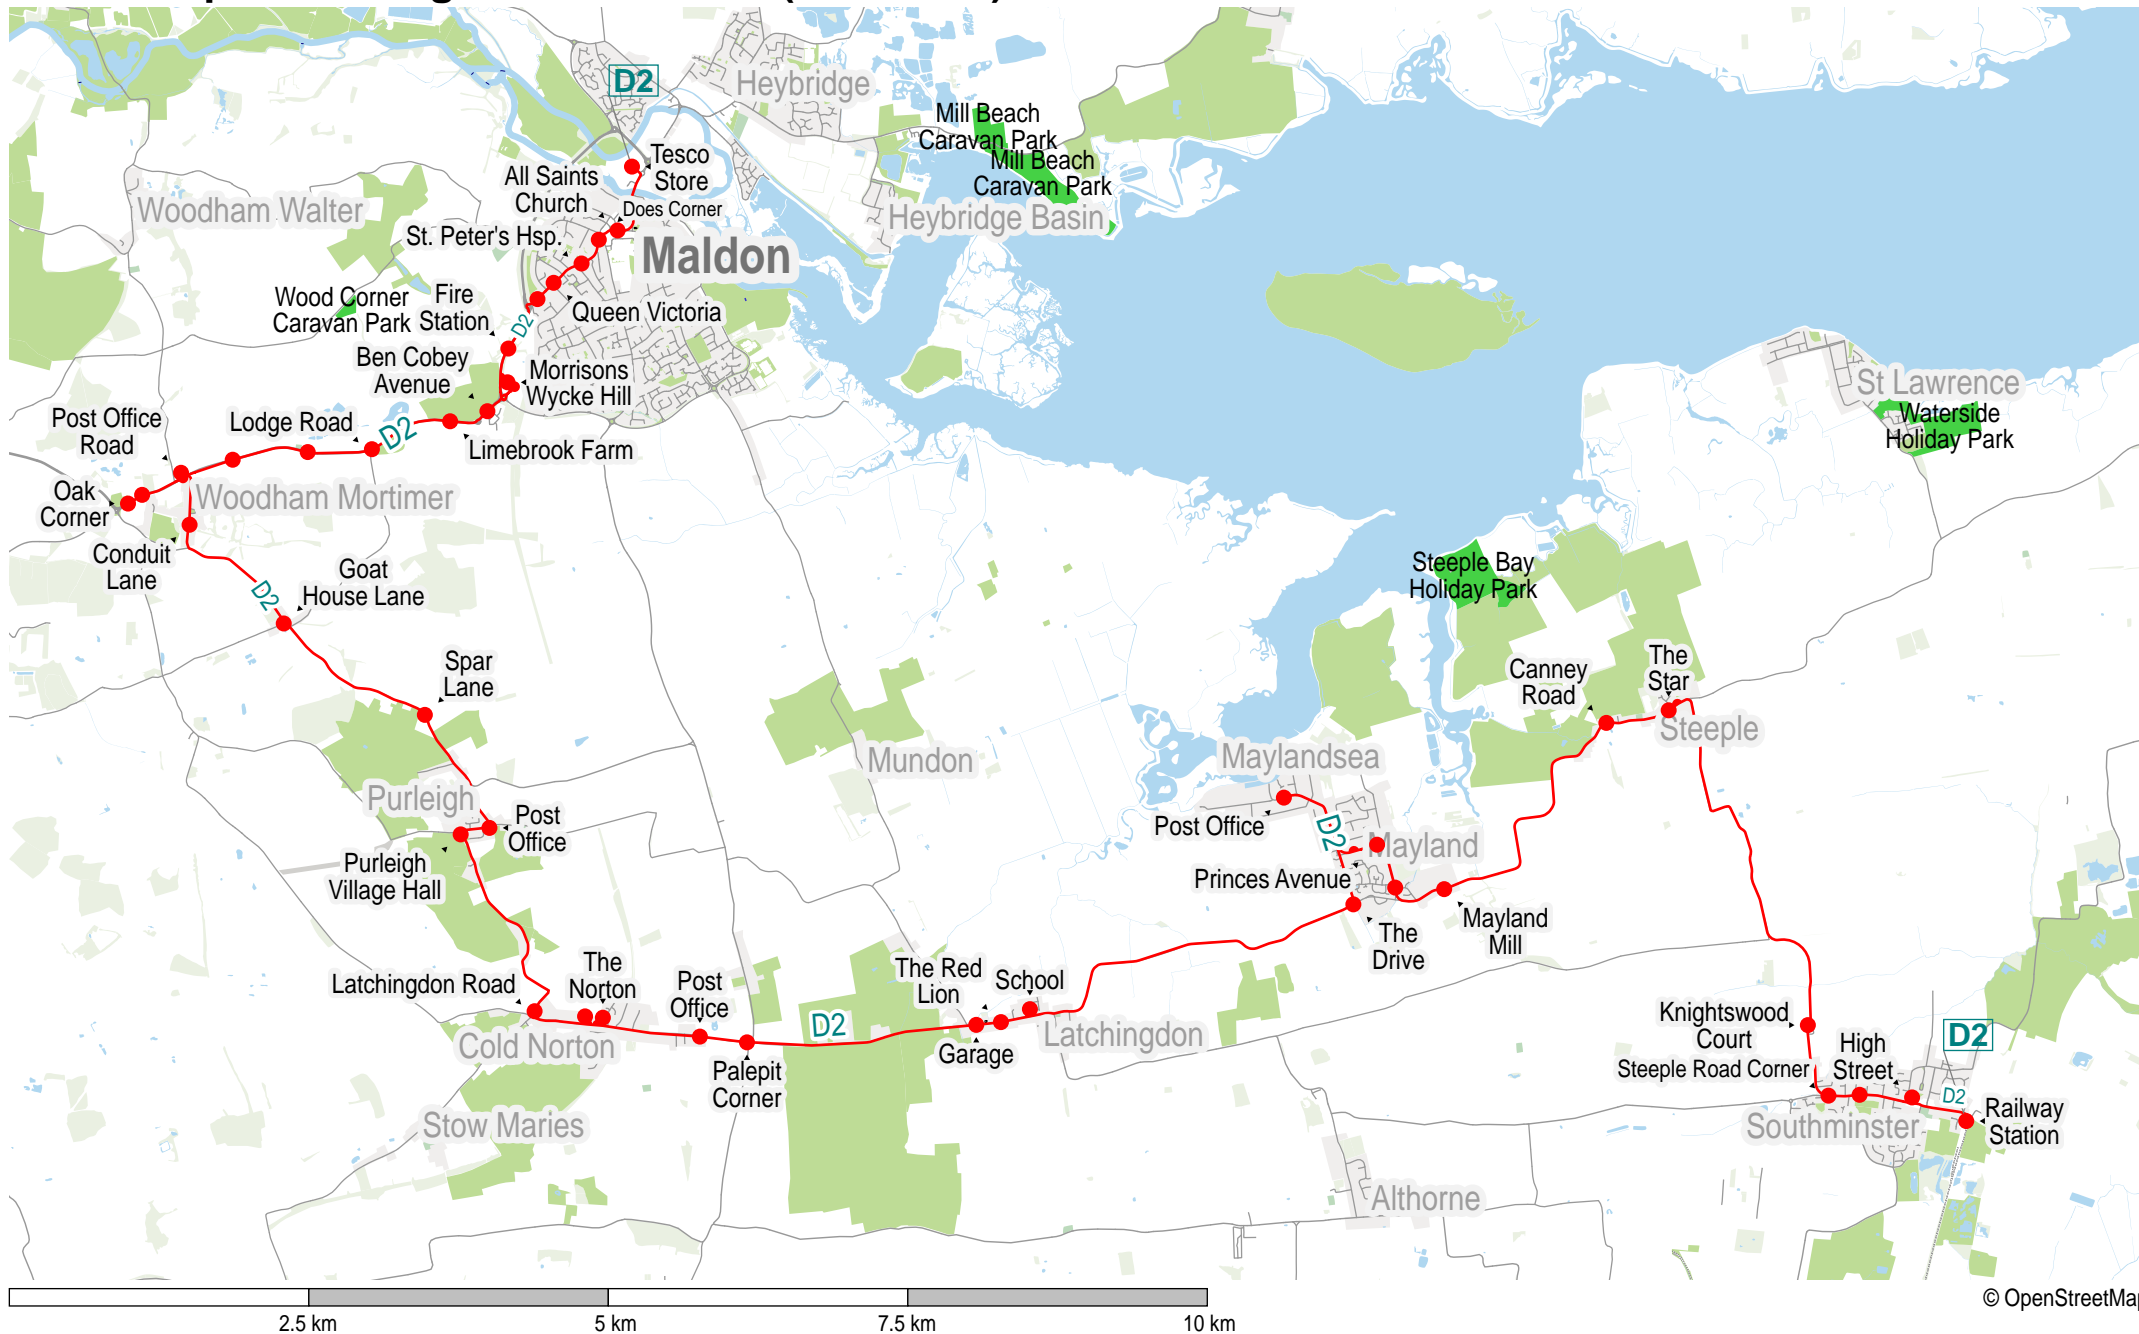 D2
Heybridge
Mill Beach
Caravan Park
Mill Beach
Caravan Park
Tesco
Store
All Saints
Church
Does Corner
Woodham Walter
Heybridge Basin
St. Peter's Hsp.
Maldon
Wood Corner
Caravan Park
Fire
Station
Queen Victoria
D2
Ben Cobey
Avenue
Morrisons
Wycke Hill
St Lawrence
Waterside
Holiday Park
Post Office
Road
Lodge Road
D2
Limebrook Farm
Oak
Corner
Woodham Mortimer
Conduit
Lane
Goat
House Lane
D2
Steeple Bay
Holiday Park
Spar
Lane
Canney
Road
The
Star
Steeple
Mundon
Maylandsea
Purleigh
Post
Office
Post Office
D2
Mayland
Purleigh
Village Hall
Princes Avenue
Mayland
Mill
The
Drive
Latchingdon Road
The
Norton
Post
Office
The Red
Lion
School
D2
Cold Norton
Garage
Latchingdon
Palepit
Corner
Knightswood
Court
High
Street
D2
Steeple Road Corner
D2
Stow Maries
Southminster
Railway
Station
Althorne
© OpenStreetMap
2.5 km
5 km
7.5 km
10 km